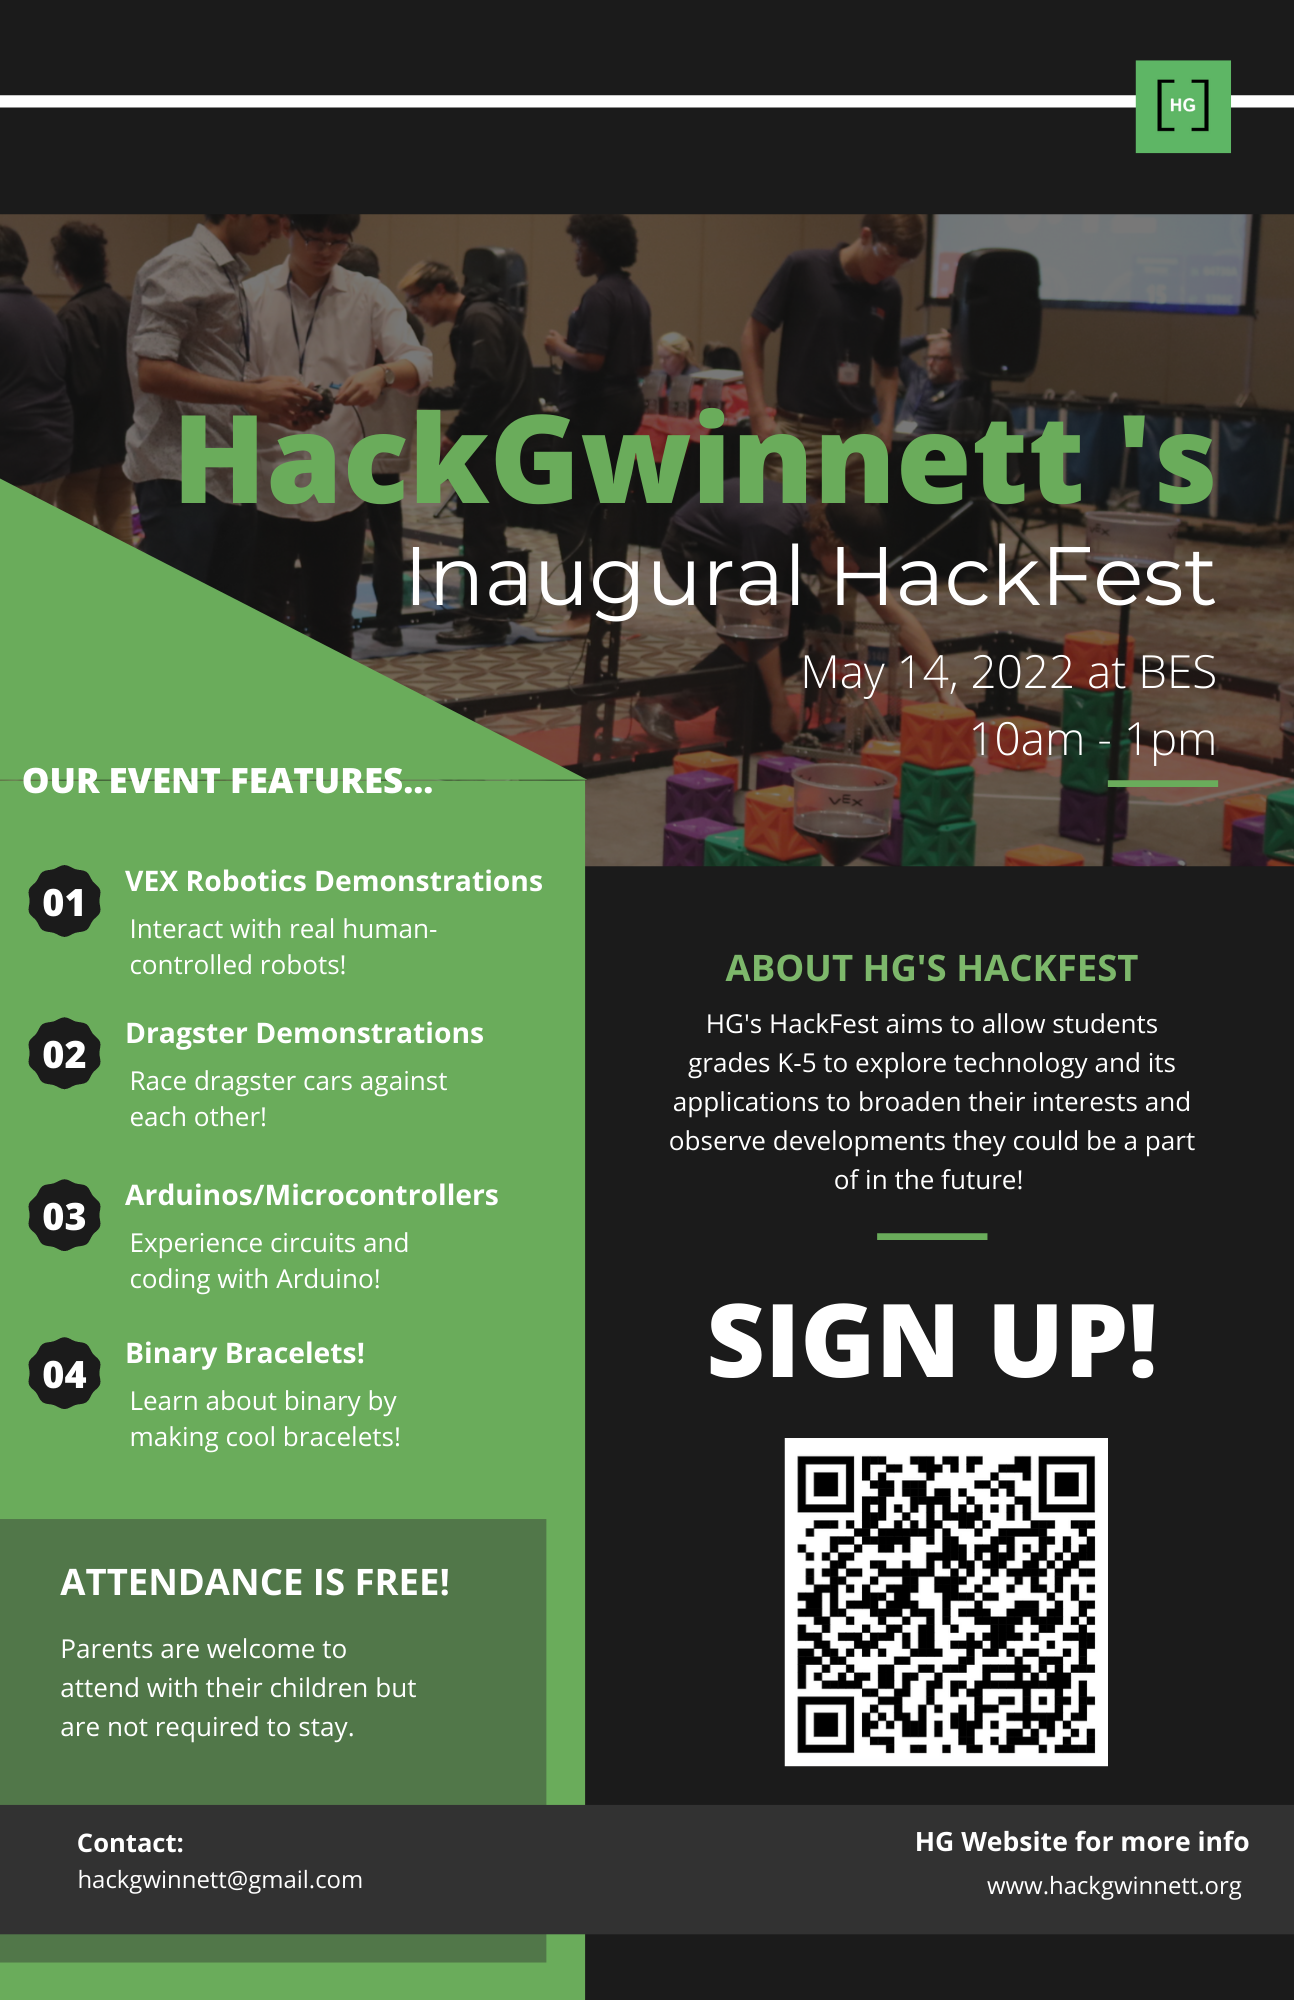 HG
HackGwinnett 's
Inaugural HackFest
May 14, 2022 at BES
10am - 1pm
VEX
OUR EVENT FEATURES...
01
VEX Robotics Demonstrations
Interact with real human-
controlled robots!
02
Dragster Demonstrations
Race dragster cars against
each other!
03
Arduinos/Microcontrollers
Experience circuits and
coding with Arduino!
04
Binary Bracelets!
Learn about binary by
making cool bracelets!
ATTENDANCE IS FREE!
Parents are welcome to
attend with their children but
are not required to stay.
ABOUT HG'S HACKFEST
HG's HackFest aims to allow students
grades K-5 to explore technology and its
applications to broaden their interests and
observe developments they could be a part
of in the future!
SIGN UP!
Contact:
hackgwinnett@gmail.com
HG Website for more info
www.hackgwinnett.org